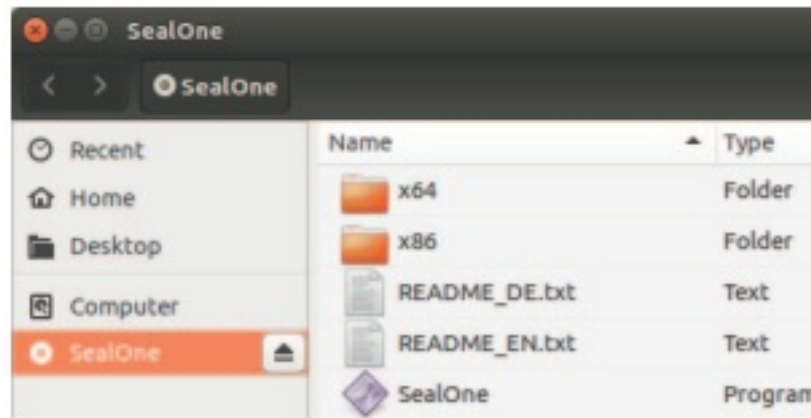 SealOne
SealOne
Recent
Home
Desktop
Computer
SealOne
Name Type
x64 Folder
x86 Folder
README_DE.txt Text
README_EN.txt Text
SealOne Program